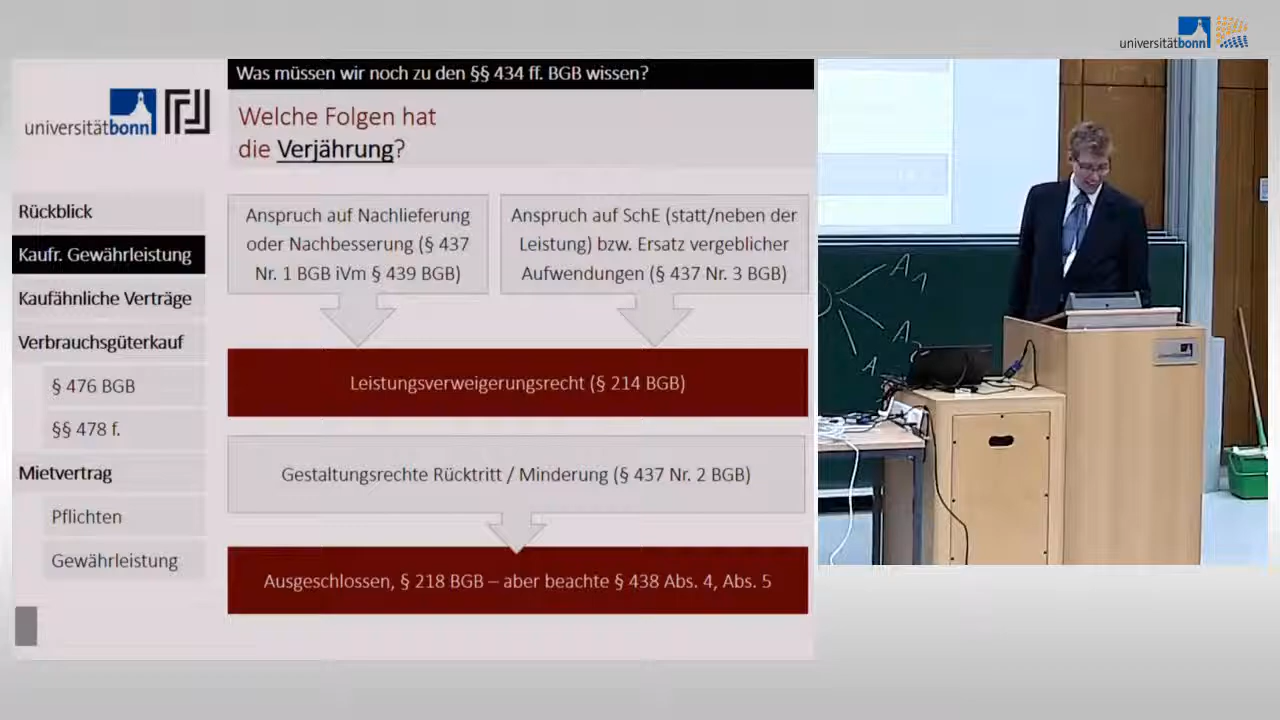 universitätbonn
Was müssen wir noch zu den §§ 434 ff. BGB wissen?
universitätbonn
Welche Folgen hat
die Verjährung?
Rückblick
Kaufr. Gewährleistung
Kaufähnliche Verträge
Verbrauchsgüterkauf
§ 476 BGB
§§ 478 f.
Mietvertrag
Pflichten
Gewährleistung
Anspruch auf Nachlieferung
oder Nachbesserung (§ 437
Nr. 1 BGB iVm § 439 BGB)
Anspruch auf SchE (statt/neben der
Leistung) bzw. Ersatz vergeblicher
Aufwendungen (§ 437 Nr. 3 BGB)
Leistungsverweigerungsrecht (§ 214 BGB)
Gestaltungsrechte Rücktritt / Minderung (§ 437 Nr. 2 BGB)
Ausgeschlossen, § 218 BGB – aber beachte § 438 Abs. 4, Abs. 5
A1
A2
A